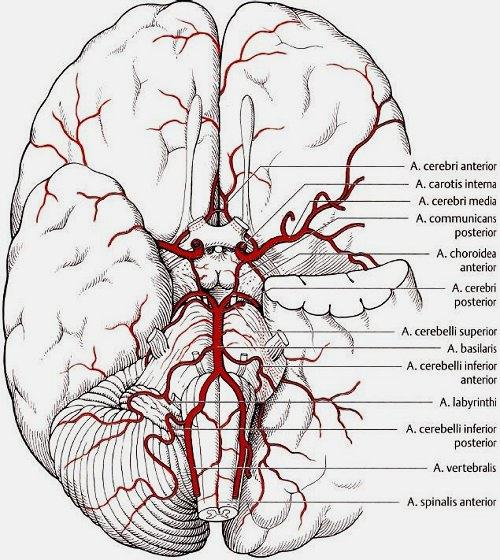 A. cerebri anterior
A. carotis interna
A. cerebri media
A. communicans
posterior
A. choroidea
anterior
A. cerebri
posterior
A. cerebelli superior
A. basilaris
A. cerebelli inferior
anterior
A. labyrinthi
A. cerebelli inferior
posterior
A. vertebralis
A. spinalis anterior